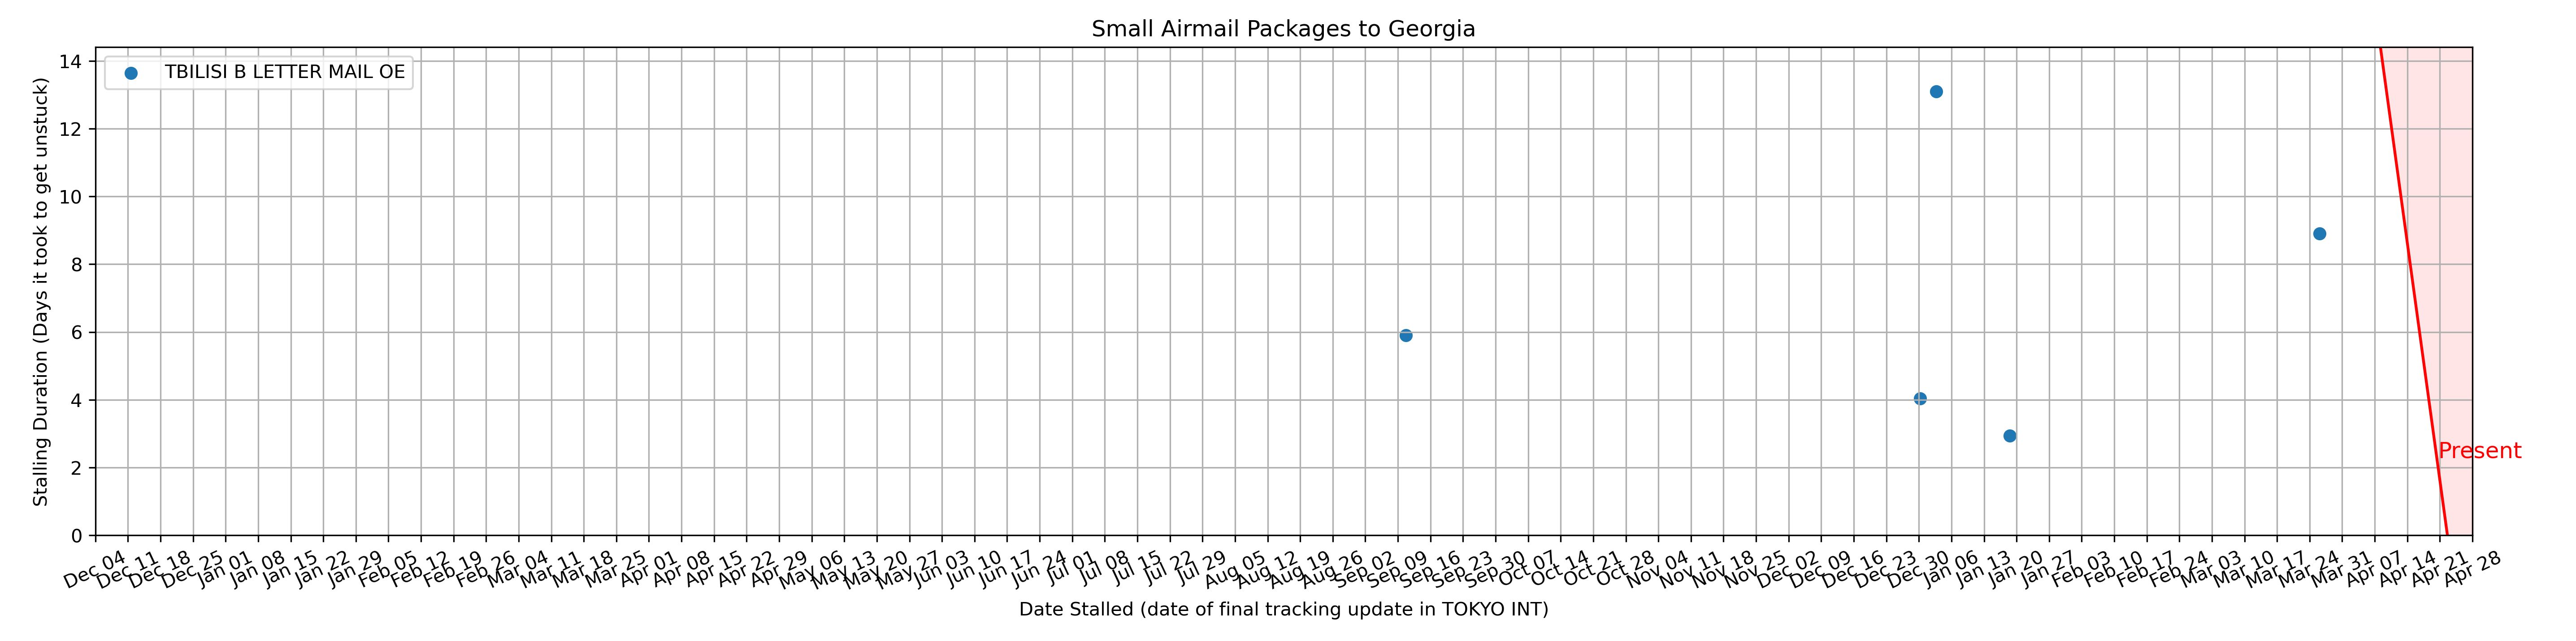 Small Airmail Packages to Georgia
TBILISI B LETTER MAIL OE
Stalling Duration (Days it took to get unstuck)
14
12
10
8
6
4
2
0
Present
Dec 04 Dec 11 Dec 18 Dec 25 Jan 01 Jan 08 Jan 15 Jan 22 Jan 29 Feb 05 Feb 12 Feb 19 Feb 26 Mar 04 Mar 11 Mar 18 Mar 25 Apr 01 Apr 08 Apr 15 Apr 22 Apr 29 May 06 May 13 May 20 May 27 Jun 03 Jun 10 Jun 17 Jun 24 Jul 01 Jul 08 Jul 15 Jul 22 Jul 29 Aug 05 Aug 12 Aug 19 Aug 26 Sep 02 Sep 09 Sep 16 Sep 23 Sep 30 Oct 07 Oct 14 Oct 21 Oct 28 Nov 04 Nov 11 Nov 18 Nov 25 Dec 02 Dec 09 Dec 16 Dec 23 Dec 30 Jan 06 Jan 13 Jan 20 Jan 27 Feb 03 Feb 10 Feb 17 Feb 24 Mar 03 Mar 10 Mar 17 Mar 24 Mar 31 Apr 07 Apr 14 Apr 21 Apr 28
Date Stalled (date of final tracking update in TOKYO INT)